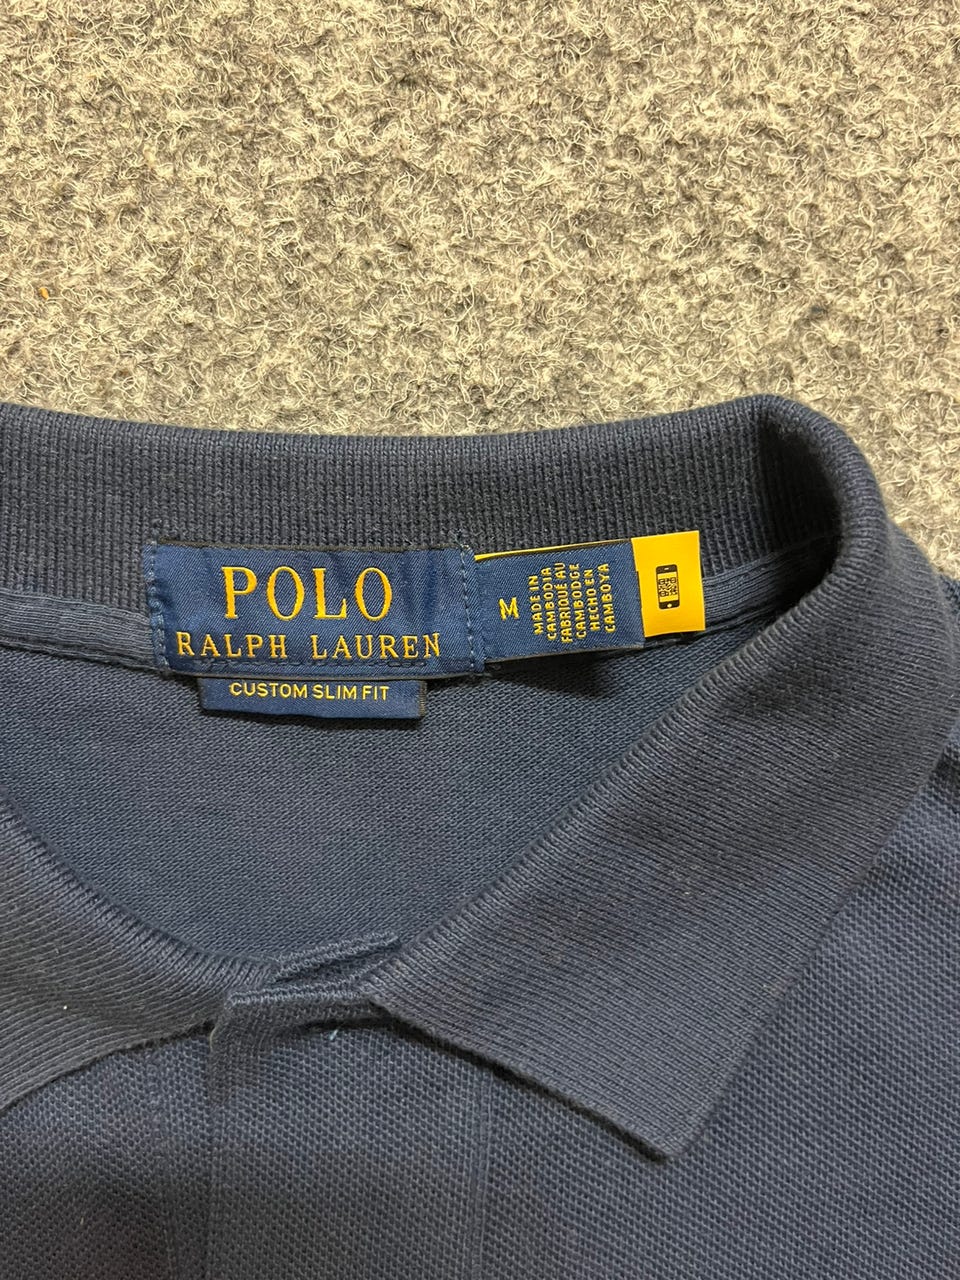 POLO
RALPH LAUREN
CUSTOM SLIM FIT
M
MADE IN
CAMBODIA
FABRIQUÉ AU
CAMBODGE
HECHO EN
CAMBOYA